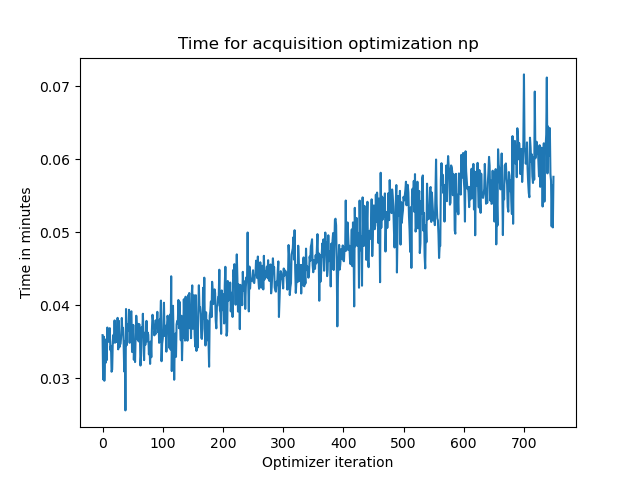 Time for acquisition optimization np
0.07
0.06
0.05
0.04
0.03
Time in minutes
0 100 200 300 400 500 600 700
Optimizer iteration